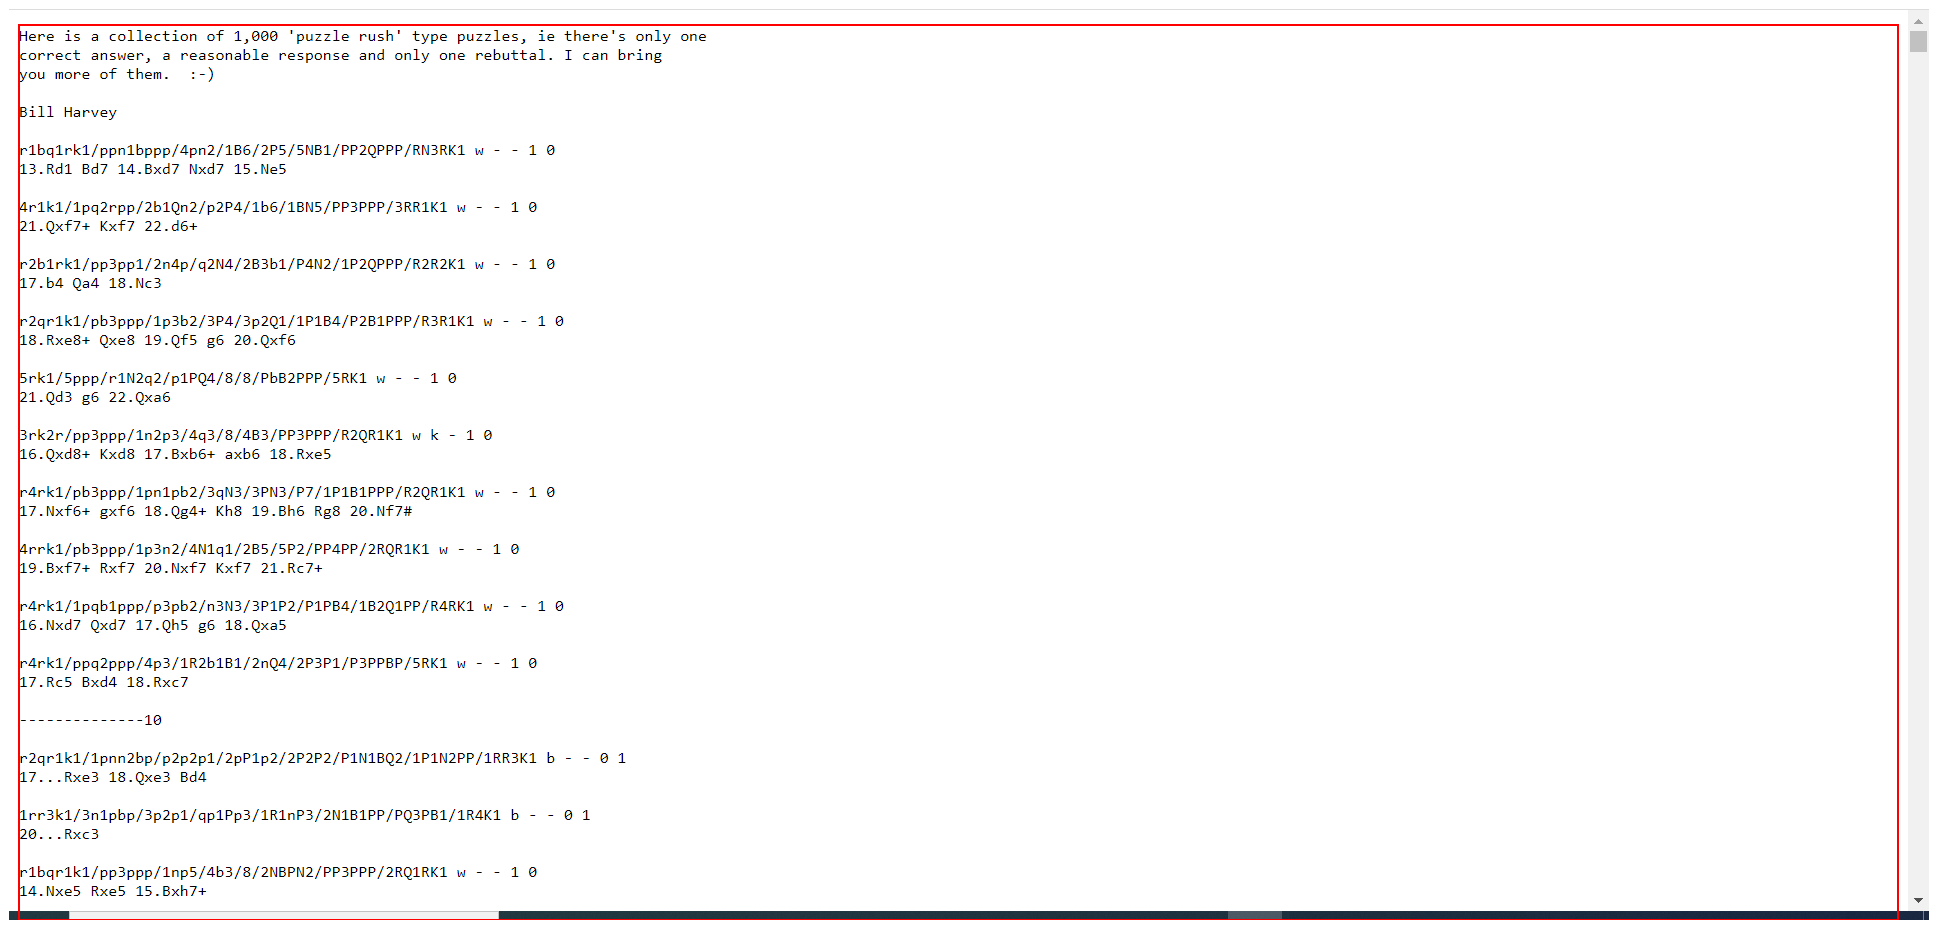 Here is a collection of 1,000 'puzzle rush' type puzzles, ie there's only one
correct answer, a reasonable response and only one rebuttal. I can bring
you more of them.  :-)
Bill Harvey
r1bq1rk1/ppn1bppp/4pn2/1B6/2P5/5NB1/PP2QPPP/RN3RK1 w - - 1 0
13.Rd1 Bd7 14.Bxd7 Nxd7 15.Ne5
4r1k1/1pq2rpp/2b1Qn2/p2P4/1b6/1BN5/PP3PPP/3RR1K1 w - - 1 0
21.Qxf7+ Kxf7 22.d6+
r2b1rk1/pp3pp1/2n4p/q2N4/2B3b1/P4N2/1P2QPPP/R2R2K1 w - - 1 0
17.b4 Qa4 18.Nc3
r2qr1k1/pb3ppp/1p3b2/3P4/3p2Q1/1P1B4/P2B1PPP/R3R1K1 w - - 1 0
18.Rxe8+ Qxe8 19.Qf5 g6 20.Qxf6
5rk1/5ppp/r1N2q2/p1PQ4/8/8/PbB2PPP/5RK1 w - - 1 0
21.Qd3 g6 22.Qxa6
3rk2r/pp3ppp/1n2p3/4q3/8/4B3/PP3PPP/R2QR1K1 w k - 1 0
16.Qxd8+ Kxd8 17.Bxb6+ axb6 18.Rxe5
r4rk1/pb3ppp/1pn1pb2/3qN3/3PN3/P7/1P1B1PPP/R2QR1K1 w - - 1 0
17.Nxf6+ gxf6 18.Qg4+ Kh8 19.Bh6 Rg8 20.Nf7#
4rrk1/pb3ppp/1p3n2/4N1q1/2B5/5P2/PP4PP/2RQR1K1 w - - 1 0
19.Bxf7+ Rxf7 20.Nxf7 Kxf7 21.Rc7+
r4rk1/1pqb1ppp/p3pb2/n3N3/3P1P2/P1PB4/1B2Q1PP/R4RK1 w - - 1 0
16.Nxd7 Qxd7 17.Qh5 g6 18.Qxa5
r4rk1/ppq2ppp/4p3/1R2b1B1/2nQ4/2P3P1/P3PPBP/5RK1 w - - 1 0
17.Rc5 Bxd4 18.Rxc7
--------------10
r2qr1k1/1pnn2bp/p2p2p1/2pP1p2/2P2P2/P1N1BQ2/1P1N2PP/1RR3K1 b - - 0 1
17...Rxe3 18.Qxe3 Bd4
1rr3k1/3n1pbp/3p2p1/qp1Pp3/1R1nP3/2N1B1PP/PQ3PB1/1R4K1 b - - 0 1
20...Rxc3
r1bqr1k1/pp3ppp/1np5/4b3/8/2NBPN2/PP3PPP/2RQ1RK1 w - - 1 0
14.Nxe5 Rxe5 15.Bxh7+